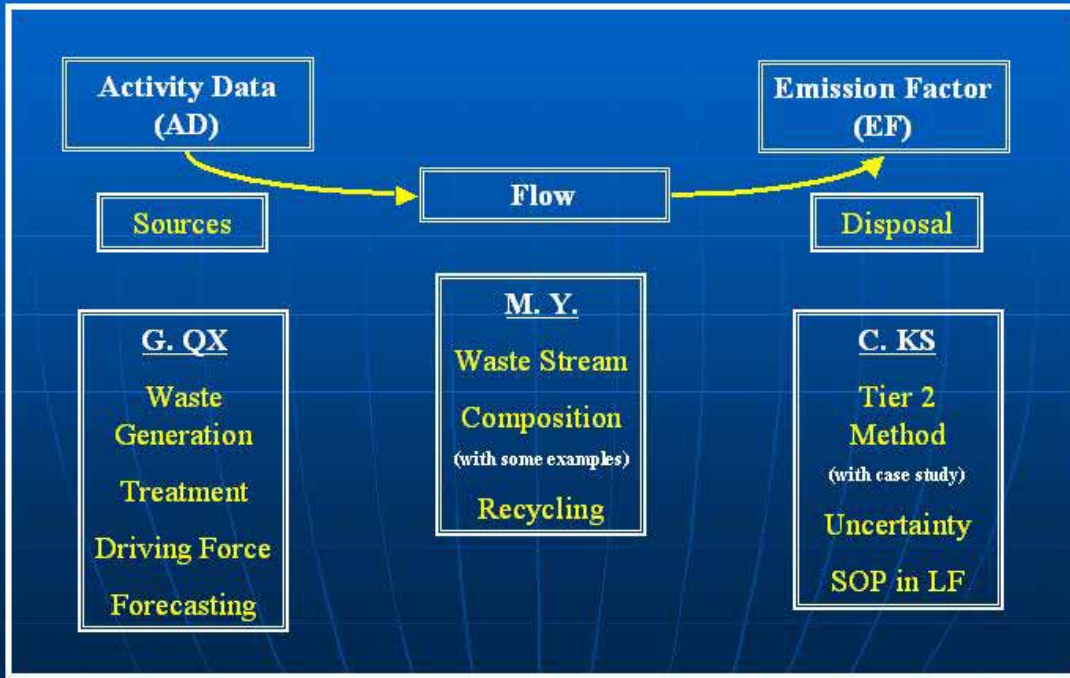 Activity Data
(AD)
Sources
G. QX
Waste
Generation
Treatment
Driving Force
Forecasting
Flow
M. Y.
Waste Stream
Composition
(with some examples)
Recycling
Emission Factor
(EF)
Disposal
C. KS
Tier 2
Method
(with case study)
Uncertainty
SOP in LF